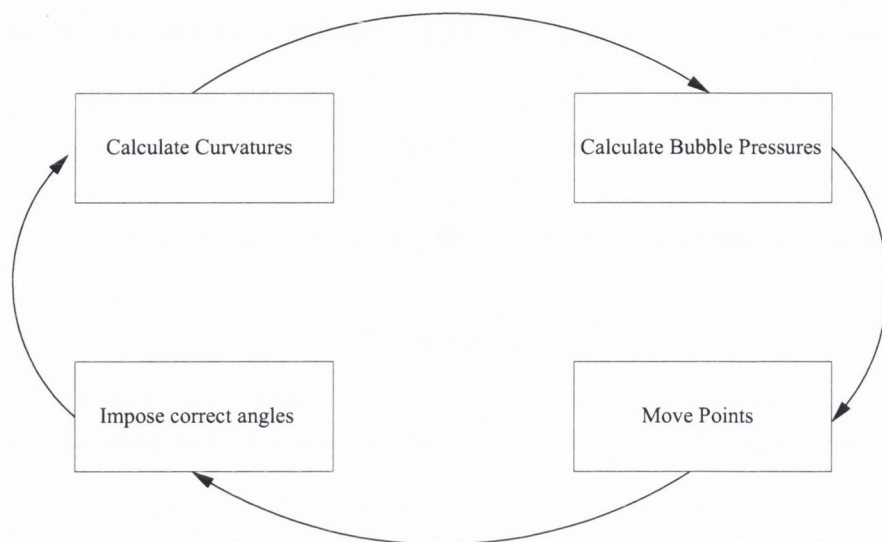 Calculate Curvatures
Calculate Bubble Pressures
Impose correct angles
Move Points